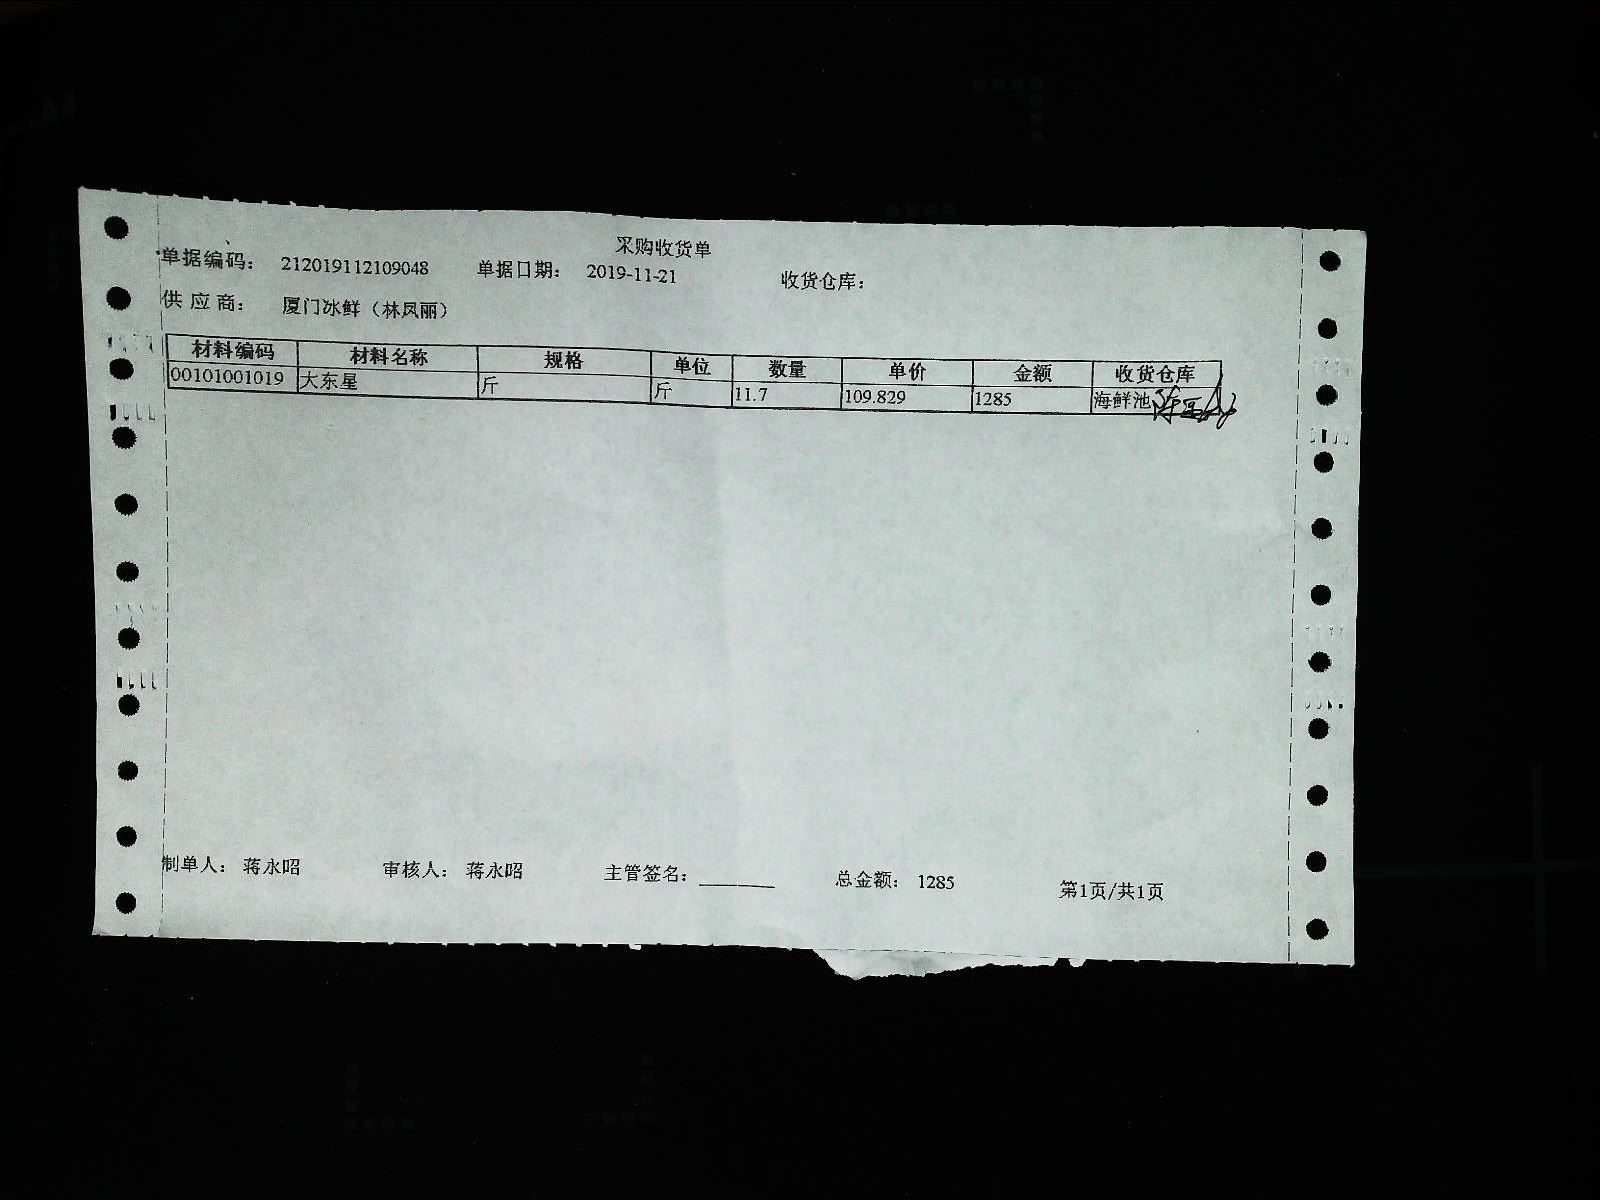 采购收货单
单据编码： 212019112109048 单据日期： 2019-11-21 收货仓库：
供 应 商： 厦门冰鲜（林凤丽）
材料编码 材料名称 规格 单位 数量 单价 金额 收货仓库
00101001019 大东星 斤 斤 11.7 109.829 1285 海鲜池
制单人： 蒋永昭 审核人： 蒋永昭 主管签名： 总金额： 1285 第1页/共1页